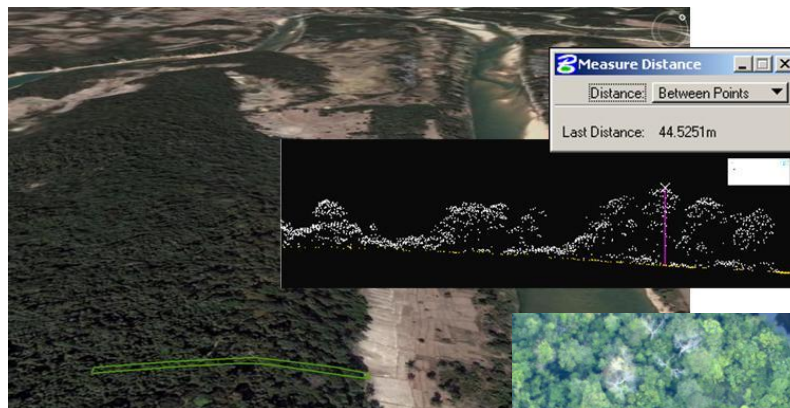 Measure Distance
Distance: Between Points
Last Distance: 44.5251m